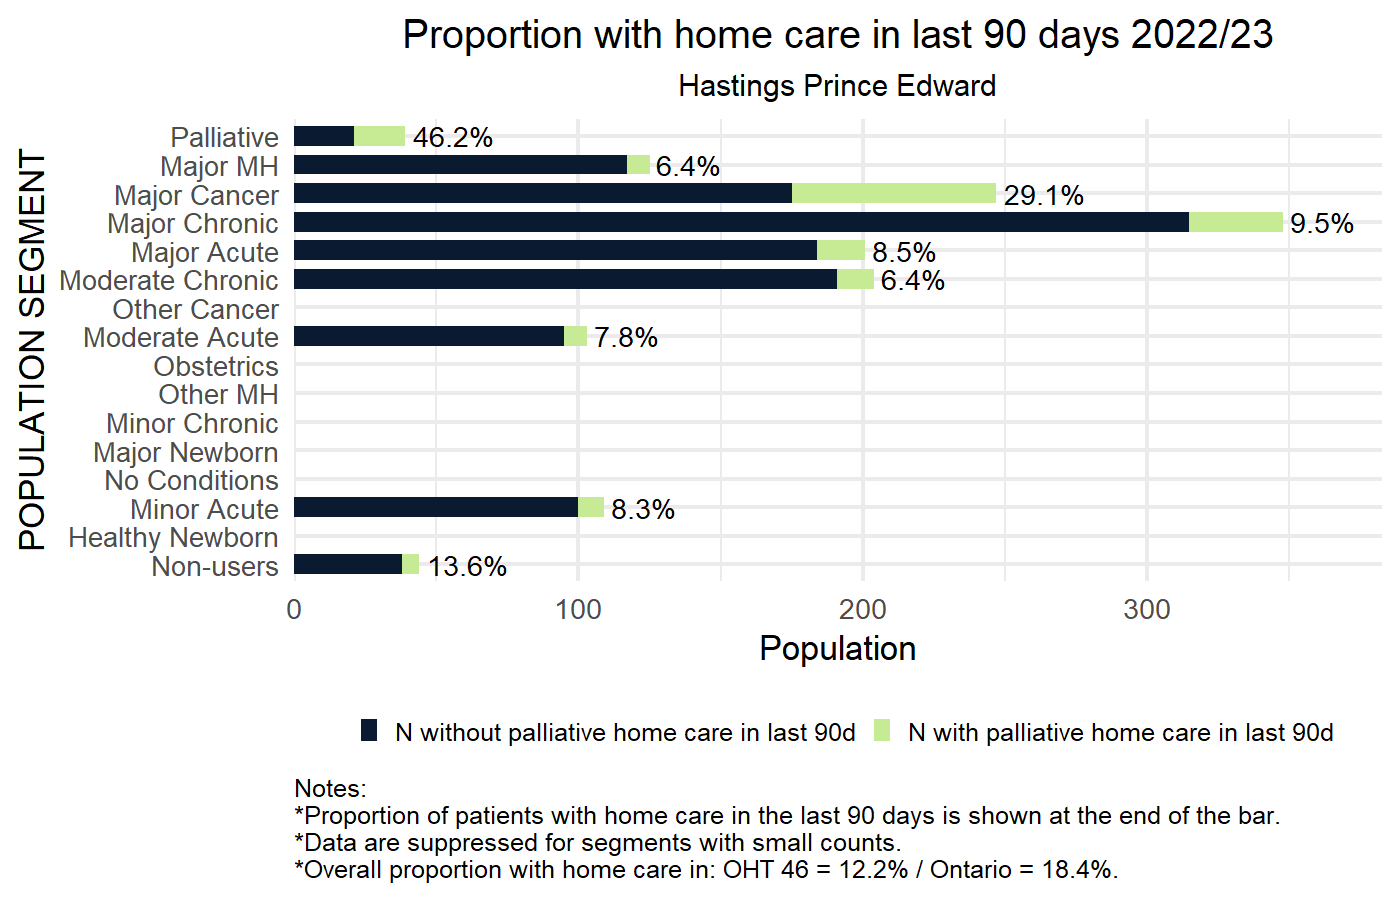 Proportion with home care in last 90 days 2022/23
Hastings Prince Edward
POPULATION SEGMENT
Palliative 46.2%
Major MH 6.4%
Major Cancer 29.1%
Major Chronic 9.5%
Major Acute 8.5%
Moderate Chronic 6.4%
Other Cancer
Moderate Acute 7.8%
Obstetrics
Other MH
Minor Chronic
Major Newborn
No Conditions
Minor Acute 8.3%
Healthy Newborn
Non-users 13.6%
0 100 200 300
Population
N without palliative home care in last 90d N with palliative home care in last 90d
Notes:
*Proportion of patients with home care in the last 90 days is shown at the end of the bar.
*Data are suppressed for segments with small counts.
*Overall proportion with home care in: OHT 46 = 12.2% / Ontario = 18.4%.